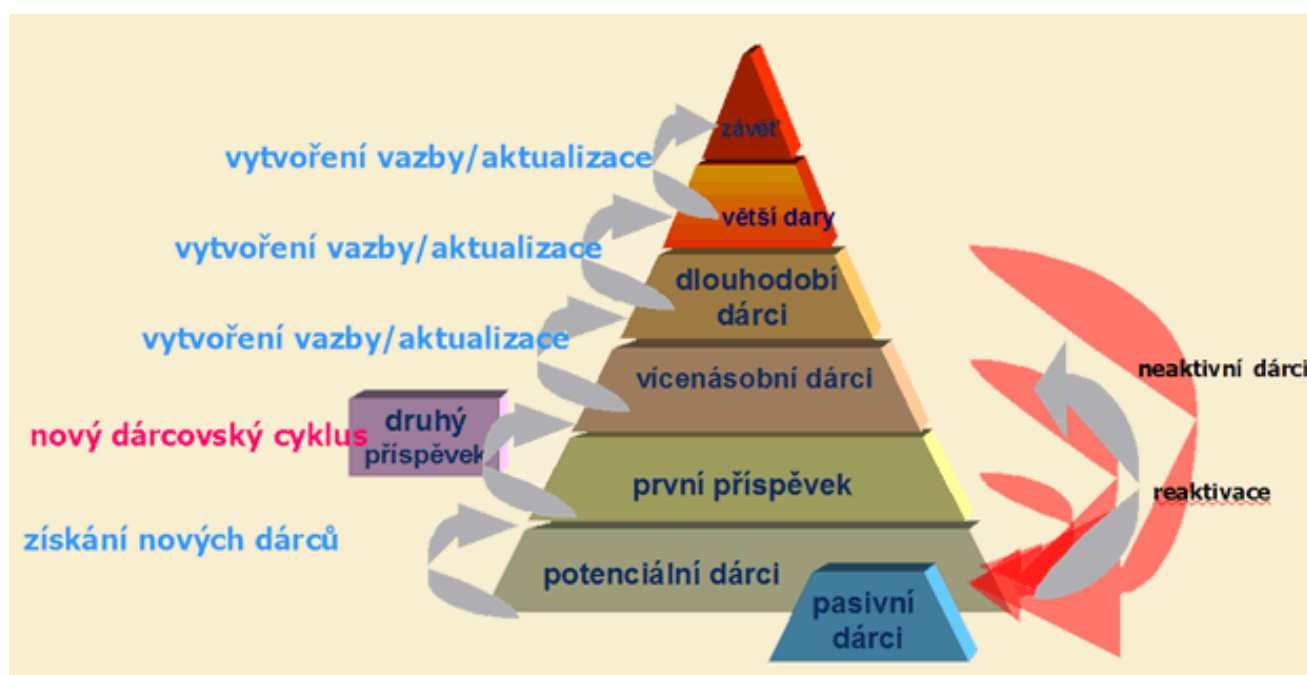 závěť
vytvoření vazby/aktualizace
větší dary
vytvoření vazby/aktualizace
dlouhodobí
dárci
vytvoření vazby/aktualizace
neaktivní dárci
vícenásobní dárci
druhý
příspěvek
nový dárcovský cyklus
první příspěvek
reaktivace
získání nových dárců
potenciální dárci
pasivní
dárci